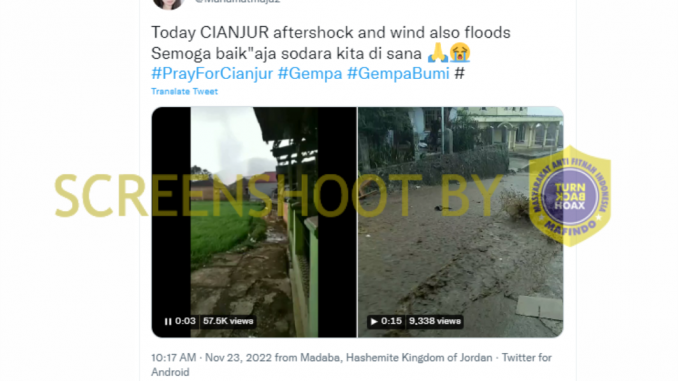 Today CIANJUR aftershock and wind also floods
Semoga baik"aja sodara kita di sana 🙏😭
#PrayForCianjur #Gempa #GempaBumi #
Translate Tweet
SCREENSHOOT BY
MASYARAKAT ANTI FITNAH INDONESIA
TURN
BACK
HOAX
MAFINDO
0:03 57.5K views
0:15 9,338 views
10:17 AM · Nov 23, 2022 from Madaba, Hashemite Kingdom of Jordan · Twitter for
Android